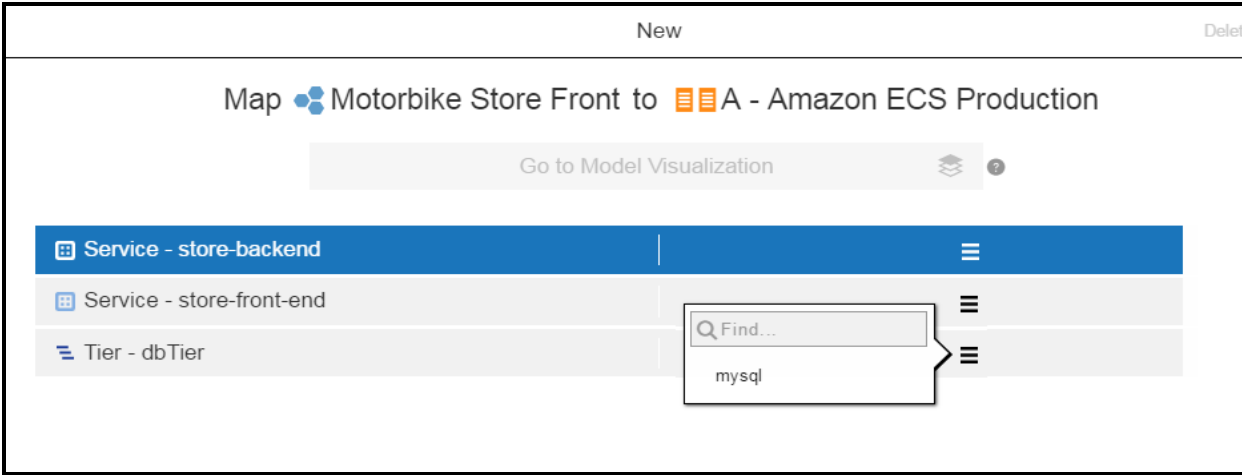 New
Delet
Map Motorbike Store Front to A - Amazon ECS Production
Go to Model Visualization ?
Service - store-backend
Service - store-front-end
Find...
Tier - dbTier
mysql